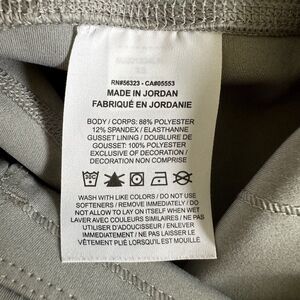 RN#56323 - CA#05553
MADE IN JORDAN
FABRIQUÉ EN JORDANIE
BODY / CORPS: 88% POLYESTER
12% SPANDEX / ELASTHANNE
GUSSET LINING / DOUBLURE DE
GOUSSET: 100% POLYESTER
EXCLUSIVE OF DECORATION /
DECORATION NON COMPRISE
WASH WITH LIKE COLORS / DO NOT USE
SOFTENERS / REMOVE IMMEDIATELY / DO
NOT ALLOW TO LAY ON ITSELF WHEN WET
LAVER AVEC COULEURS SIMILAIRES / NE PAS
UTILISER D'ADOUCISSEUR / ENLEVER
IMMÉDIATEMENT / NE PAS LAISSER LE
VÊTEMENT PLIÉ LORSQU'IL EST MOUILLÉ